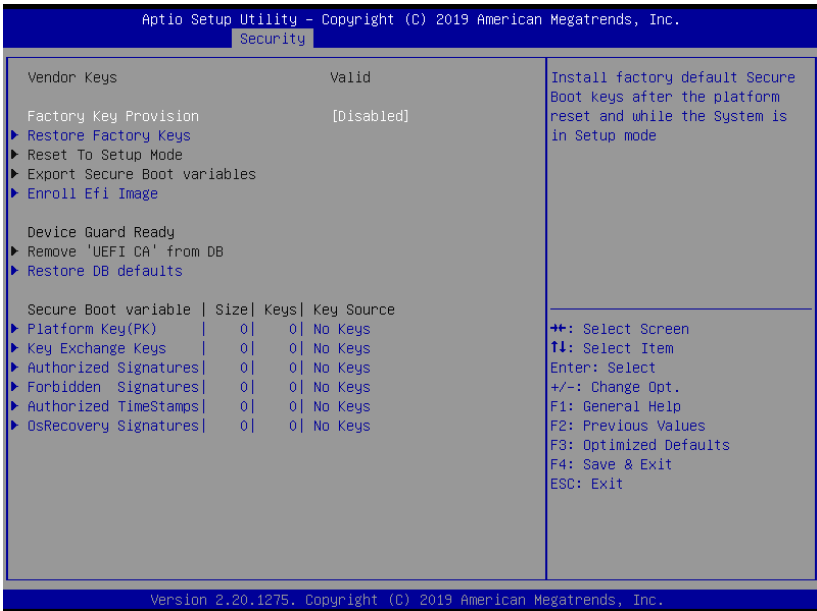 Aptio Setup Utility – Copyright (C) 2019 American Megatrends, Inc.
Security
Vendor Keys Valid
Factory Key Provision [Disabled]
Restore Factory Keys
Reset To Setup Mode
Export Secure Boot variables
Enroll Efi Image
Device Guard Ready
Remove 'UEFI CA' from DB
Restore DB defaults
Secure Boot variable | Size| Keys| Key Source
Platform Key(PK) | 0| 0| No Keys
Key Exchange Keys | 0| 0| No Keys
Authorized Signatures| 0| 0| No Keys
Forbidden Signatures| 0| 0| No Keys
Authorized TimeStamps| 0| 0| No Keys
OsRecovery Signatures| 0| 0| No Keys
Install factory default Secure
Boot keys after the platform
reset and while the System is
in Setup mode
→←: Select Screen
↑↓: Select Item
Enter: Select
+/-: Change Opt.
F1: General Help
F2: Previous Values
F3: Optimized Defaults
F4: Save & Exit
ESC: Exit
Version 2.20.1275. Copyright (C) 2019 American Megatrends, Inc.